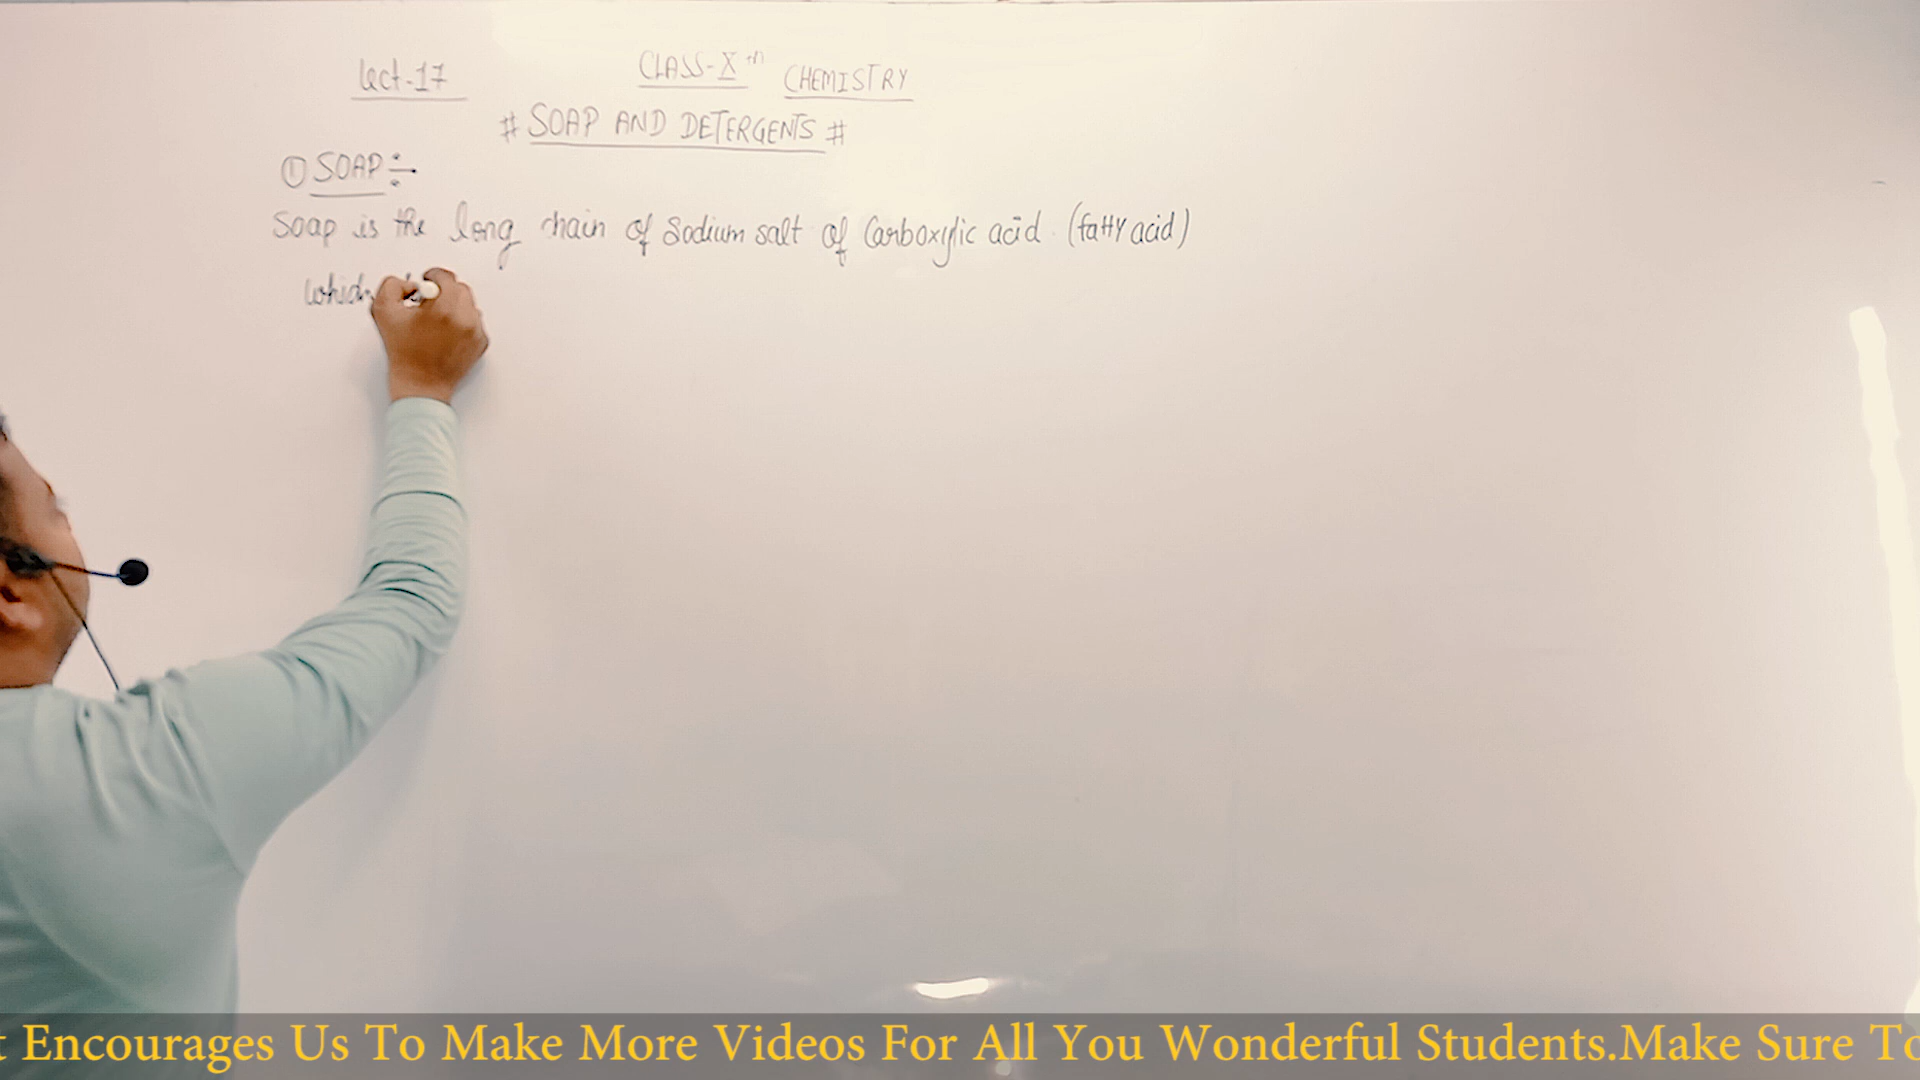 Lect-17 CLASS-Xth CHEMISTRY
# SOAP AND DETERGENTS #
① SOAP ÷
Soap is the long chain of Sodium salt of Carboxylic acid (fatty acid)
which
t Encourages Us To Make More Videos For All You Wonderful Students.Make Sure To